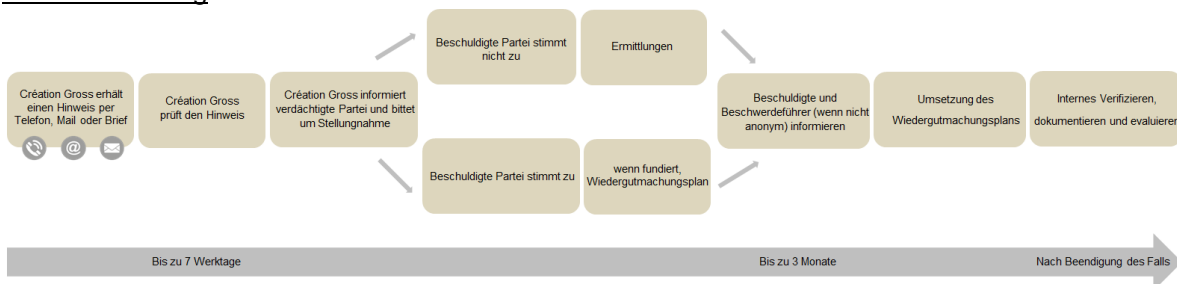 Création Gross erhält
einen Hinweis per
Telefon, Mail oder Brief
@
Création Gross
prüft den Hinweis
Création Gross informiert
verdächtigte Partei und bittet
um Stellungnahme
Beschuldigte Partei stimmt
nicht zu
Ermittlungen
Beschuldigte Partei stimmt zu
wenn fundiert,
Wiedergutmachungsplan
Beschuldigte und
Beschwerdeführer (wenn nicht
anonym) informieren
Umsetzung des
Wiedergutmachungsplans
Internes Verifizieren,
dokumentieren und evaluieren
Bis zu 7 Werktage
Bis zu 3 Monate
Nach Beendigung des Falls